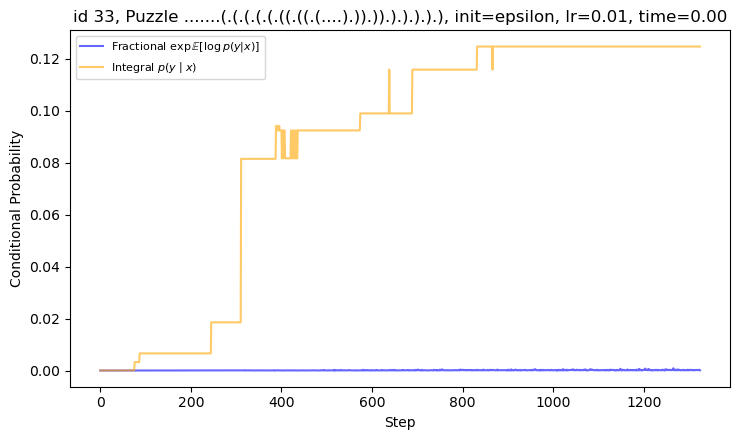 id 33, Puzzle .......(.(.(.(.(.((.((.(....).)).)).).).).).), init=epsilon, lr=0.01, time=0.00
Fractional exp𝔼[log p(y|x)]
Integral p(y | x)
Conditional Probability
0.12
0.10
0.08
0.06
0.04
0.02
0.00
0 200 400 600 800 1000 1200
Step